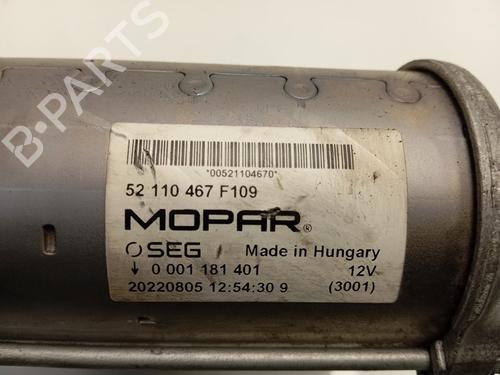 B-PARTS
*00521104670*
52 110 467 F109
MOPAR®
SEG Made in Hungary
0 001 181 401 12V
20220805 12:54:30 9 (3001)